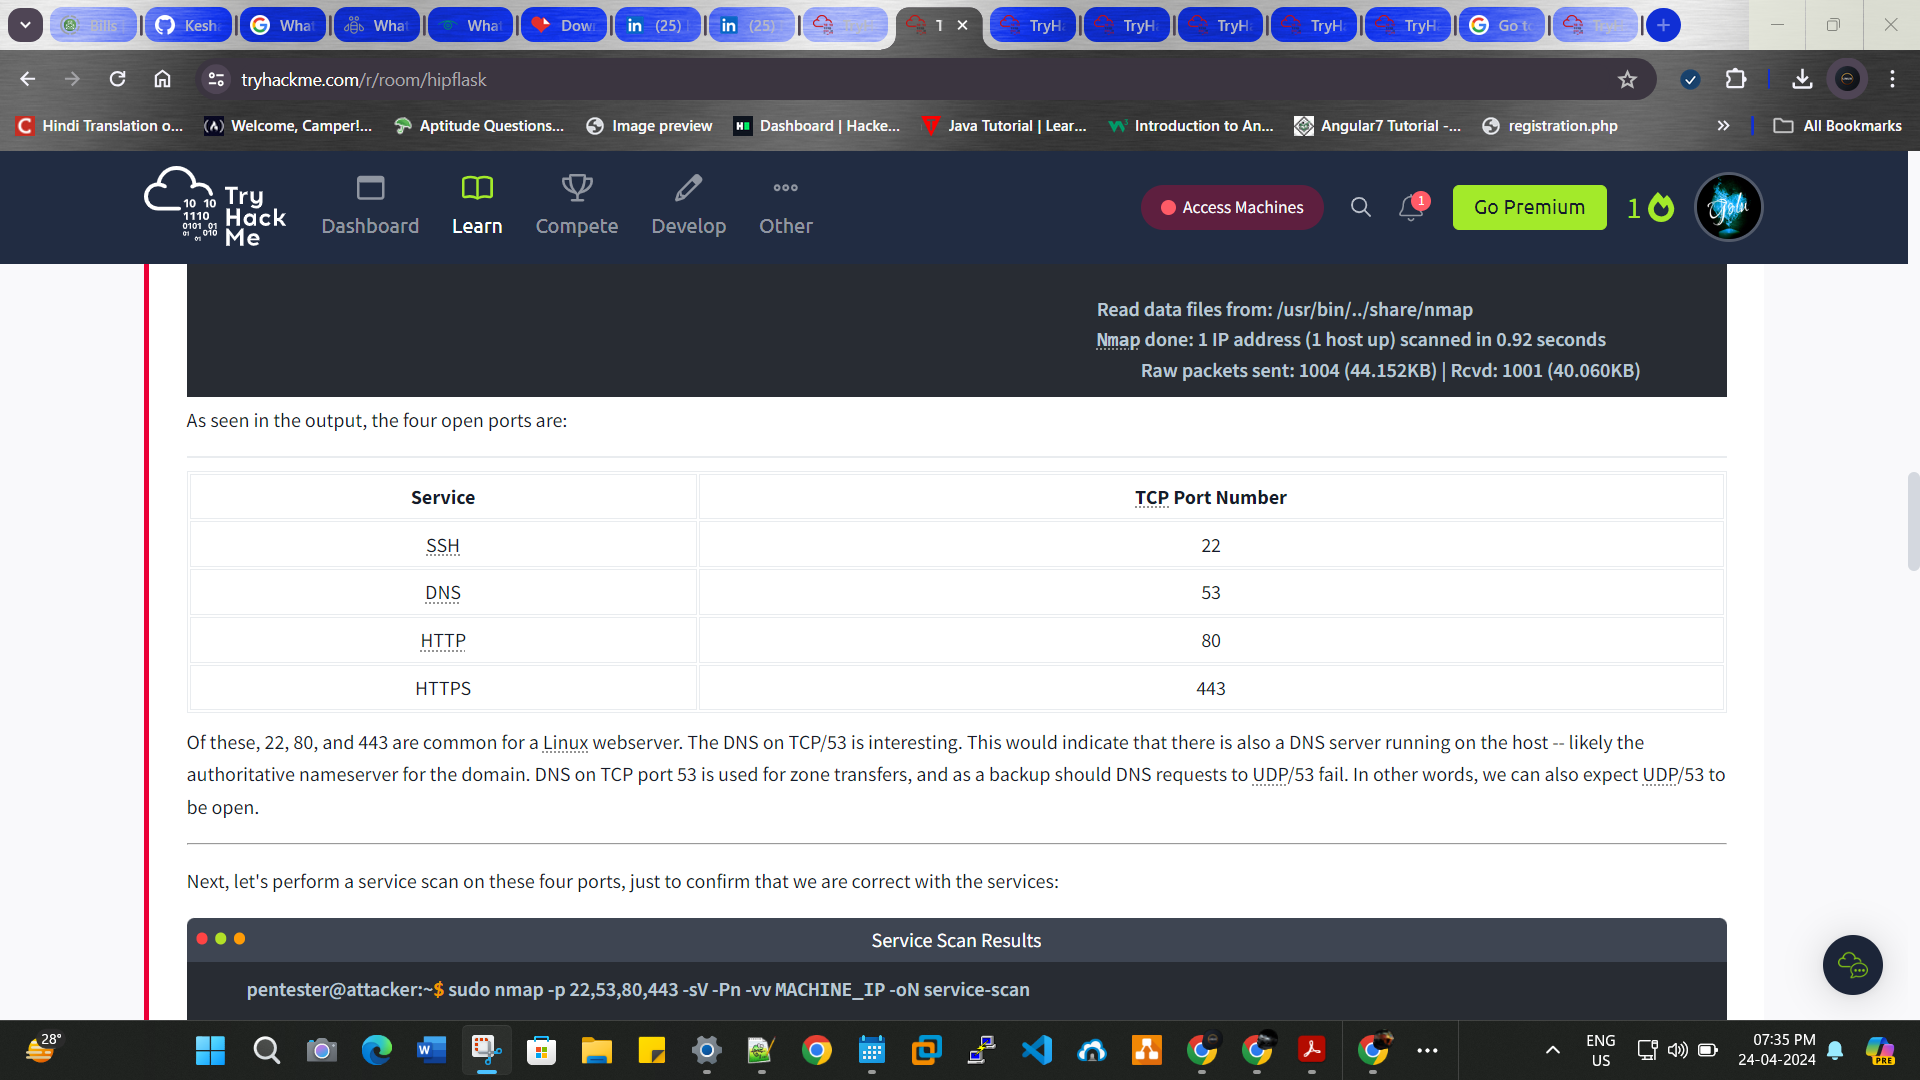 Bills
Kesh
What
What
What
Dow
(25)
(25)
T
TryH
TryH
TryH
TryH
TryH
Go t
tryhackme.com/r/room/hipflask
Hindi Translation o...
Welcome, Camper!...
Aptitude Questions...
Image preview
Dashboard | Hacke...
Java Tutorial | Lear...
Introduction to An...
Angular7 Tutorial -...
registration.php
All Bookmarks
Try
Hack
Me
Dashboard
Learn
Compete
Develop
Other
Access Machines
1
Go Premium
1
Read data files from: /usr/bin/../share/nmap
Nmap done: 1 IP address (1 host up) scanned in 0.92 seconds
Raw packets sent: 1004 (44.152KB) | Rcvd: 1001 (40.060KB)
As seen in the output, the four open ports are:
Service TCP Port Number
SSH 22
DNS 53
HTTP 80
HTTPS 443
Of these, 22, 80, and 443 are common for a Linux webserver. The DNS on TCP/53 is interesting. This would indicate that there is also a DNS server running on the host -- likely the
authoritative nameserver for the domain. DNS on TCP port 53 is used for zone transfers, and as a backup should DNS requests to UDP/53 fail. In other words, we can also expect UDP/53 to
be open.
Next, let's perform a service scan on these four ports, just to confirm that we are correct with the services:
Service Scan Results
pentester@attacker:~$ sudo nmap -p 22,53,80,443 -sV -Pn -vv MACHINE_IP -oN service-scan
28°
ENG
US
07:35 PM
24-04-2024
PRE